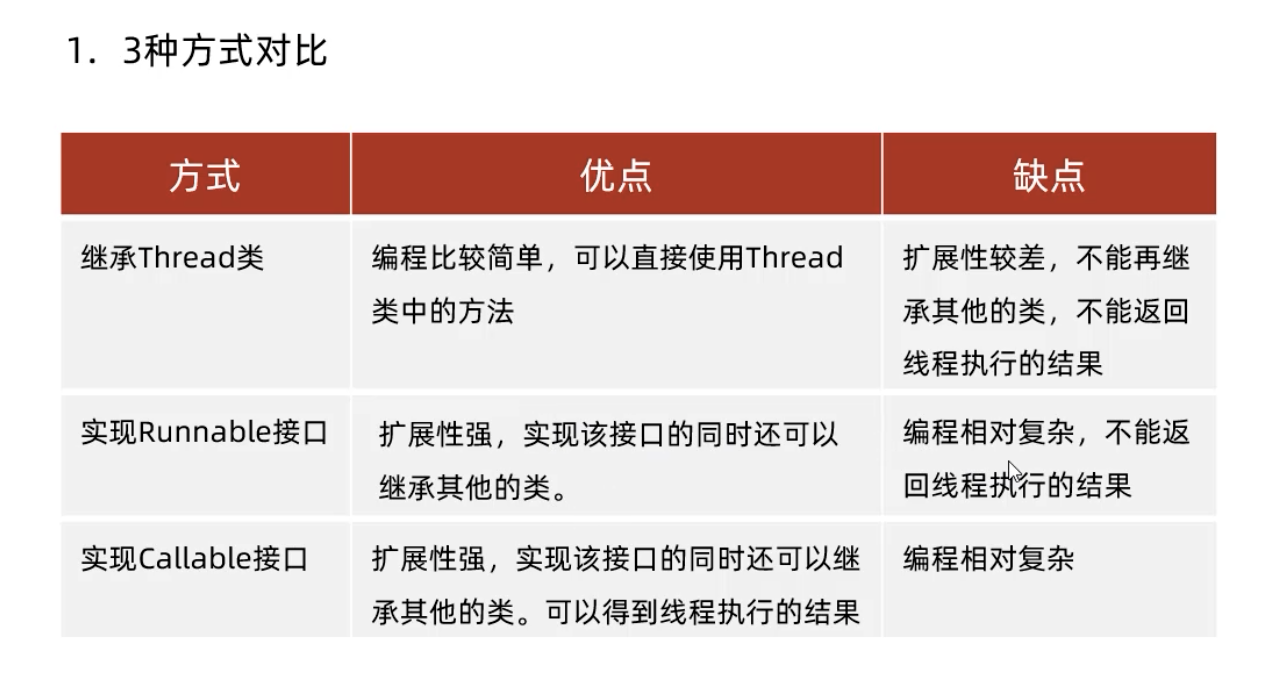 1. 3种方式对比
方式 优点 缺点
继承Thread类
编程比较简单，可以直接使用Thread
类中的方法
扩展性较差，不能再继
承其他的类，不能返回
线程执行的结果
实现Runnable接口
扩展性强，实现该接口的同时还可以
继承其他的类。
编程相对复杂，不能返
回线程执行的结果
实现Callable接口
扩展性强，实现该接口的同时还可以继
承其他的类。可以得到线程执行的结果
编程相对复杂